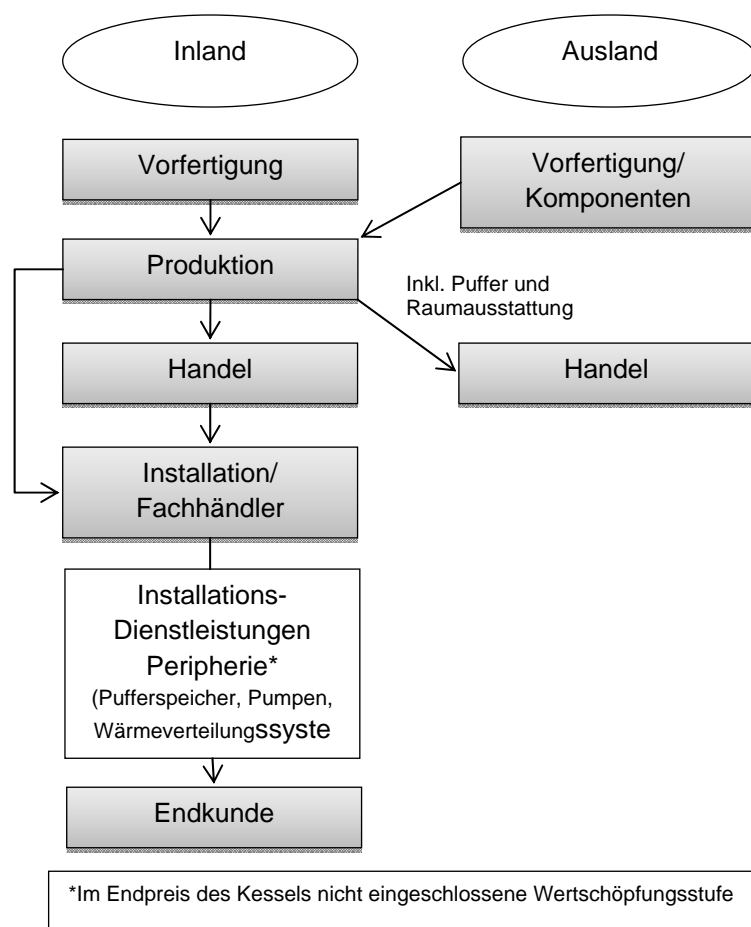 Inland
Ausland
Vorfertigung
Vorfertigung/
Komponenten
Produktion
Inkl. Puffer und
Raumausstattung
Handel
Handel
Installation/
Fachhändler
Installations-
Dienstleistungen
Peripherie*
(Pufferspeicher, Pumpen,
Wärmeverteilungssyste
Endkunde
*Im Endpreis des Kessels nicht eingeschlossene Wertschöpfungsstufe